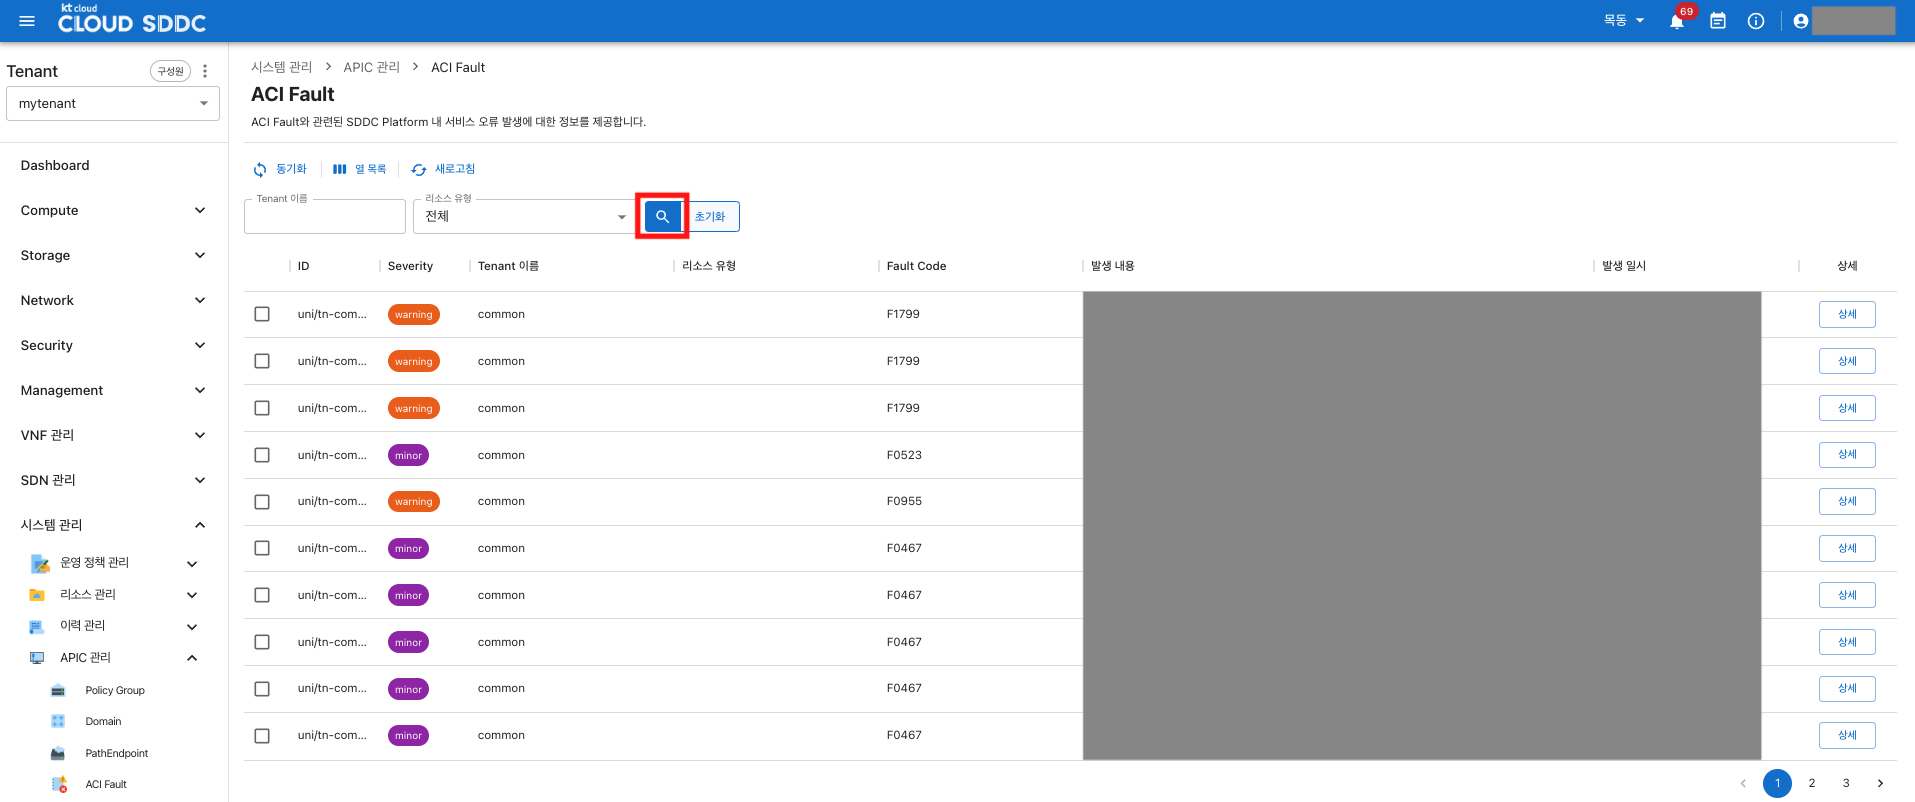 kt cloud
CLOUD SDDC
목동
69
Tenant
구성원
mytenant
Dashboard
Compute
Storage
Network
Security
Management
VNF 관리
SDN 관리
시스템 관리
운영 정책 관리
리소스 관리
이력 관리
APIC 관리
Policy Group
Domain
PathEndpoint
ACI Fault
시스템 관리 > APIC 관리 > ACI Fault
ACI Fault
ACI Fault와 관련된 SDDC Platform 내 서비스 오류 발생에 대한 정보를 제공합니다.
동기화 열 목록 새로고침
Tenant 이름 리소스 유형
전체 초기화
ID Severity Tenant 이름 리소스 유형 Fault Code 발생 내용 발생 일시 상세
uni/tn-com... warning common F1799 상세
uni/tn-com... warning common F1799 상세
uni/tn-com... warning common F1799 상세
uni/tn-com... minor common F0523 상세
uni/tn-com... warning common F0955 상세
uni/tn-com... minor common F0467 상세
uni/tn-com... minor common F0467 상세
uni/tn-com... minor common F0467 상세
uni/tn-com... minor common F0467 상세
uni/tn-com... minor common F0467 상세
1 2 3